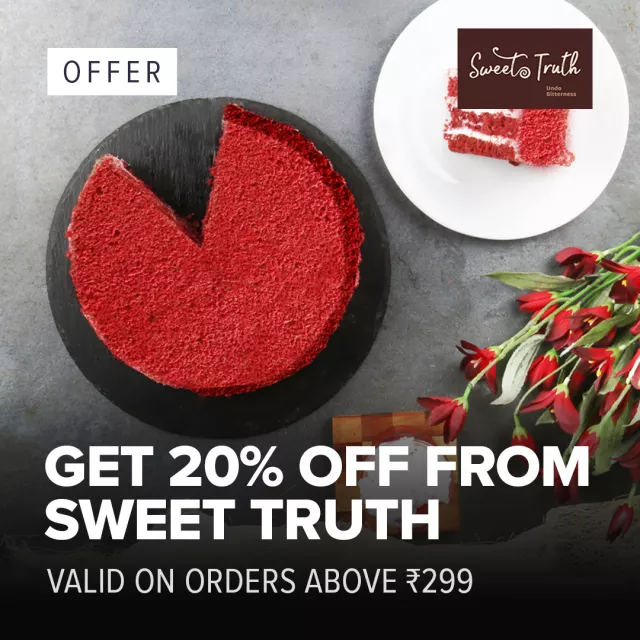 OFFER
Sweet Truth
Undo
Bitterness
GET 20% OFF FROM
SWEET TRUTH
VALID ON ORDERS ABOVE ₹299